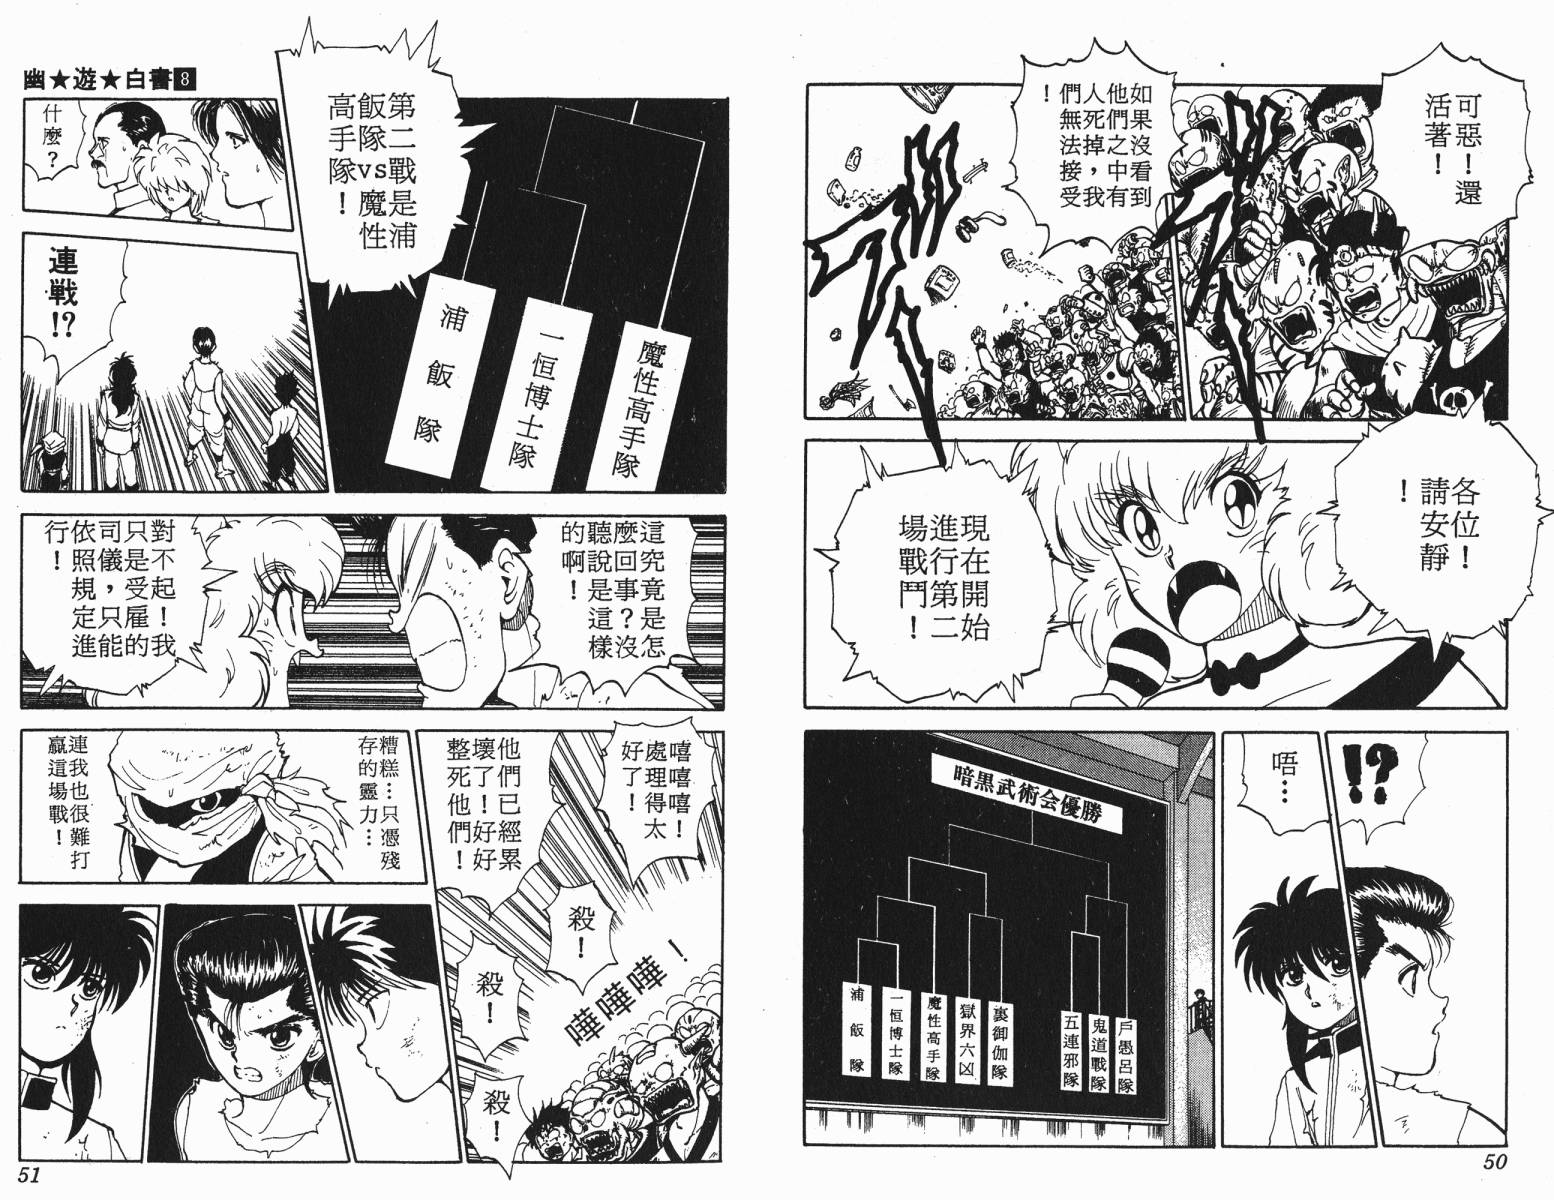 可惡！還
活著！
如果沒看到
他們之中有
人死掉，我
們無法接受
！
各位！
請安靜
！
現在開始
進行第二
場戰鬥！
!?
唔…
暗黒武術会優勝
戶愚呂隊
鬼道戰隊
五連邪隊
裏御伽隊
獄界六凶
魔性高手隊
一恒博士隊
浦飯隊
50
幽★遊★白書8
第二戰是浦
飯隊vs魔性
高手隊！
魔性高手隊
一恒博士隊
浦飯隊
什麼？
連戰!?
這究竟是怎
麼回事？沒
聽說是這樣
的啊！
對不起！我
只是受雇的
司儀，只能
依照規定進
行！
嘻嘻嘻！
處理得太
好了！
他們已經累
壞了！好好
整死他們！
殺！
殺！
殺！
嘩嘩嘩！
糟糕…只憑殘
存的靈力…
連我也很難打
贏這場戰！
51